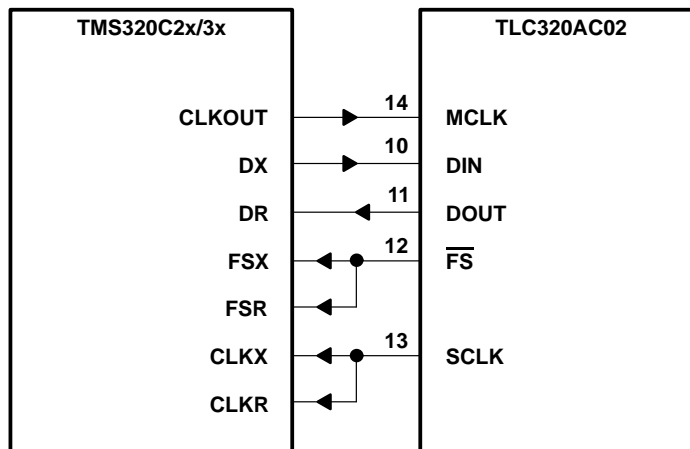 TMS320C2x/3x TLC320AC02
CLKOUT 14 MCLK
DX 10 DIN
DR 11 DOUT
FSX 12 F̅S̅
FSR
CLKX 13 SCLK
CLKR